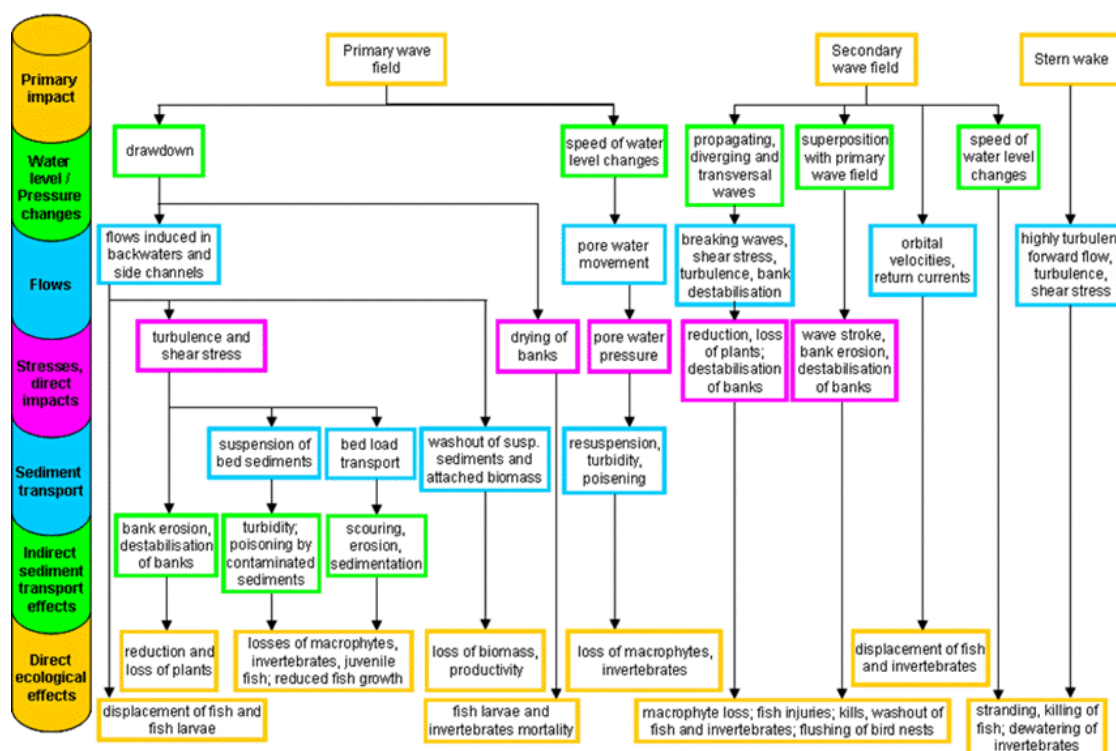 Primary
impact
Water
level /
Pressure
changes
Flows
Stresses,
direct
impacts
Sediment
transport
Indirect
sediment
transport
effects
Direct
ecological
effects
Primary wave
field
Secondary
wave field
Stern wake
drawdown
speed of water
level changes
propagating,
diverging and
transversal
waves
superposition
with primary
wave field
speed of
water level
changes
flows induced in
backwaters and
side channels
pore water
movement
breaking waves,
shear stress,
turbulence, bank
destabilisation
orbital
velocities,
return currents
highly turbulent
forward flow,
turbulence,
shear stress
turbulence and
shear stress
drying of
banks
pore water
pressure
reduction, loss
of plants;
destabilisation
of banks
wave stroke,
bank erosion,
destabilisation
of banks
suspension of
bed sediments
bed load
transport
washout of susp.
sediments and
attached biomass
resuspension,
turbidity,
poisening
bank erosion,
destabilisation
of banks
turbidity;
poisoning by
contaminated
sediments
scouring,
erosion,
sedimentation
reduction and
loss of plants
losses of macrophytes,
invertebrates, juvenile
fish; reduced fish growth
loss of biomass,
productivity
loss of macrophytes,
invertebrates
displacement of fish
and invertebrates
displacement of fish and
fish larvae
fish larvae and
invertebrates mortality
macrophyte loss; fish injuries; kills, washout of
fish and invertebrates; flushing of bird nests
stranding, killing of
fish; dewatering of
invertebrates